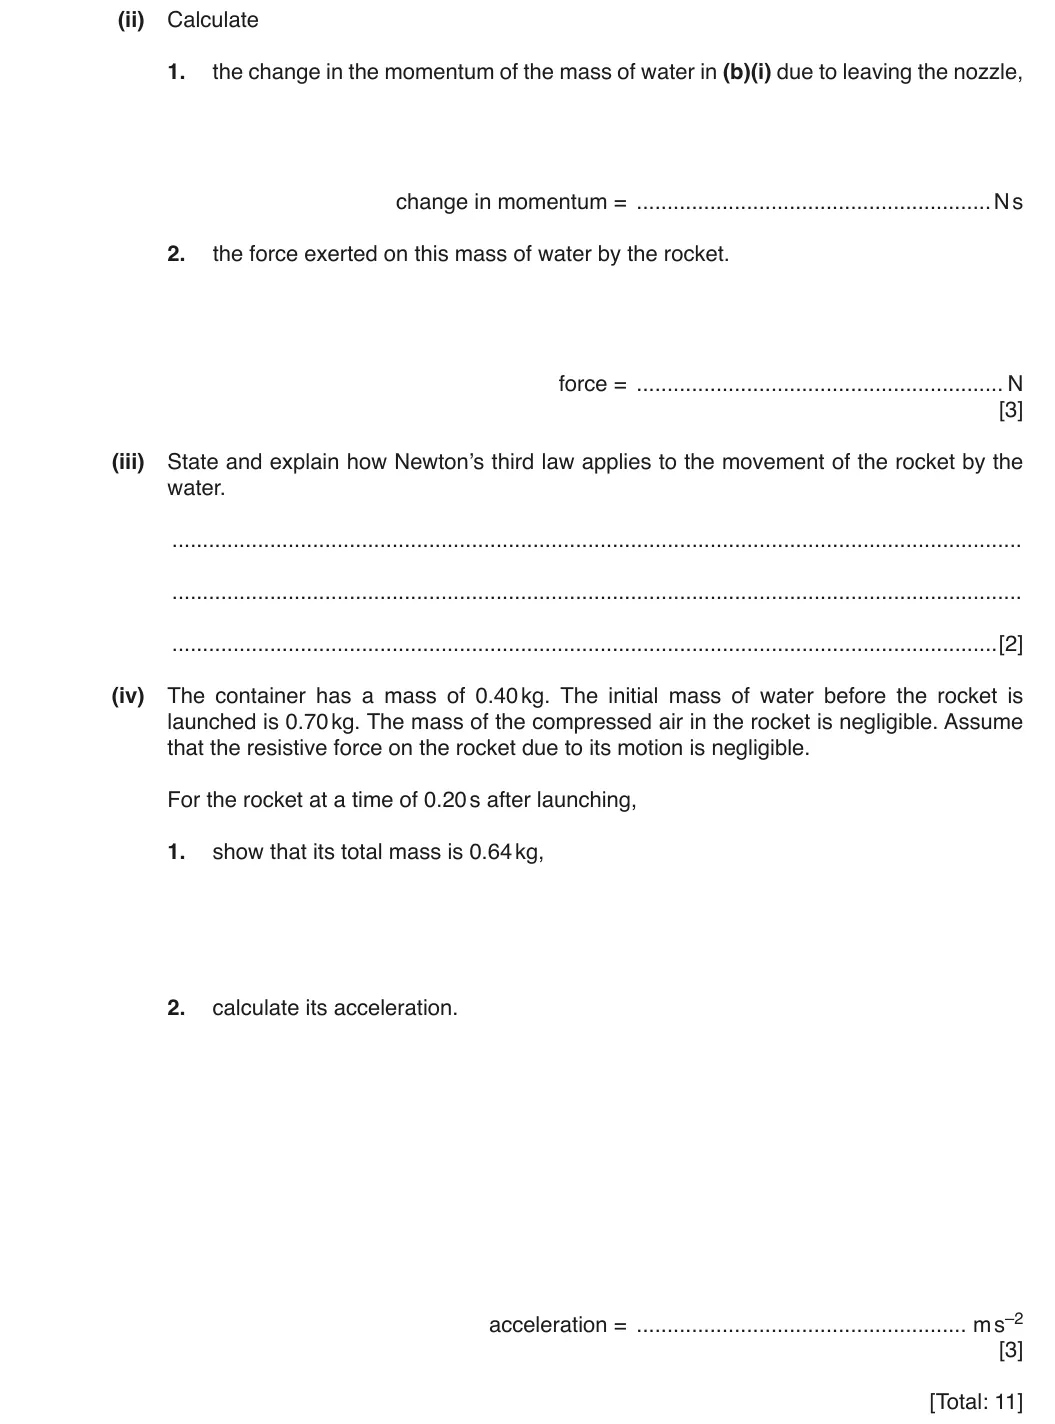 (ii) Calculate
1. the change in the momentum of the mass of water in (b)(i) due to leaving the nozzle,
change in momentum = .......................................................... N s
2. the force exerted on this mass of water by the rocket.
force = ............................................................ N
[3]
(iii) State and explain how Newton's third law applies to the movement of the rocket by the
water.
...........................................................................................................................................
...........................................................................................................................................
.......................................................................................................................................[2]
(iv) The container has a mass of 0.40 kg. The initial mass of water before the rocket is
launched is 0.70 kg. The mass of the compressed air in the rocket is negligible. Assume
that the resistive force on the rocket due to its motion is negligible.
For the rocket at a time of 0.20 s after launching,
1. show that its total mass is 0.64 kg,
2. calculate its acceleration.
acceleration = ...................................................... m s⁻²
[3]
[Total: 11]